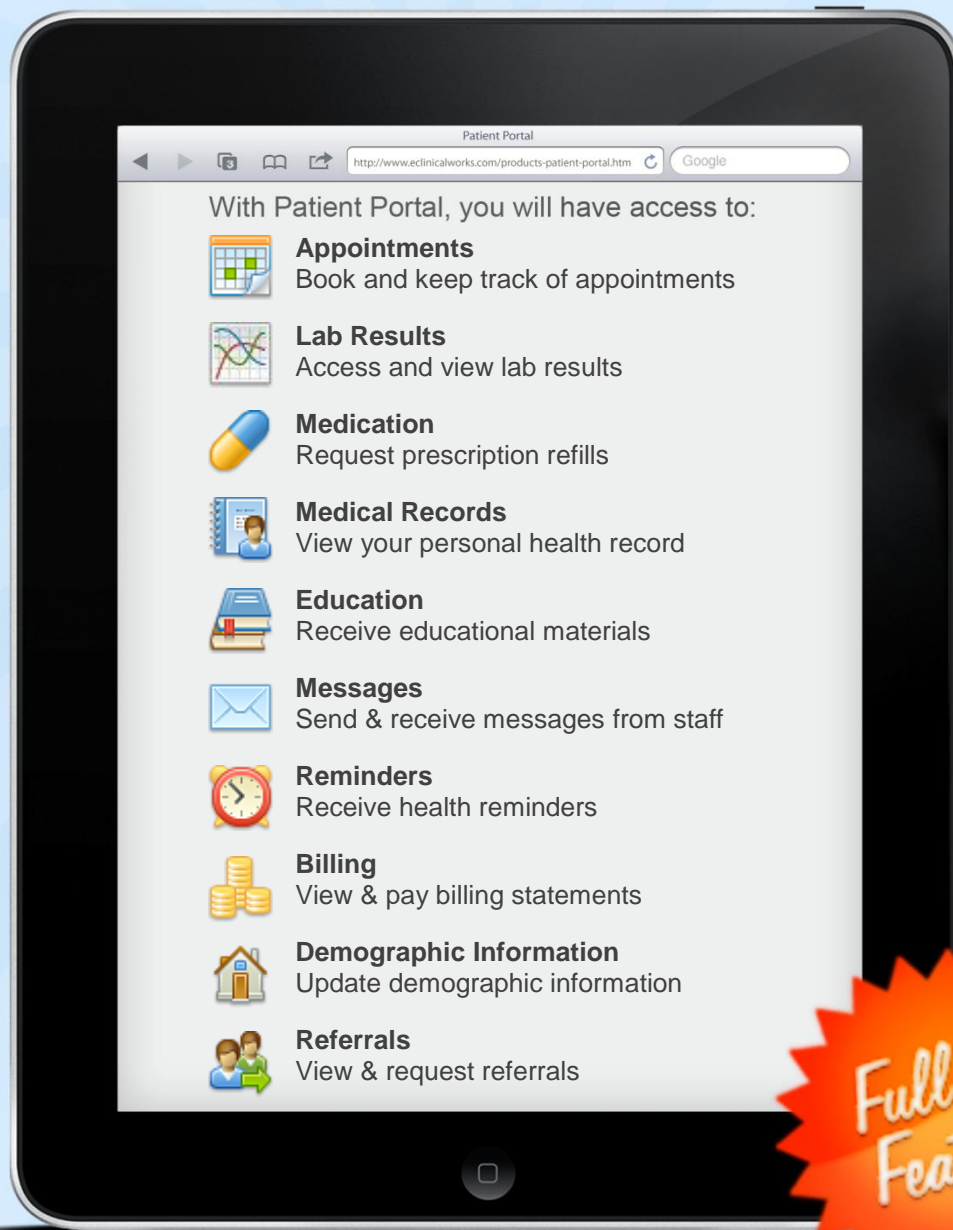 Patient Portal
3
http://www.eclinicalworks.com/products-patient-portal.htm
Google
With Patient Portal, you will have access to:
Appointments
Book and keep track of appointments
Lab Results
Access and view lab results
Medication
Request prescription refills
Medical Records
View your personal health record
Education
Receive educational materials
Messages
Send & receive messages from staff
Reminders
Receive health reminders
Billing
View & pay billing statements
Demographic Information
Update demographic information
Referrals
View & request referrals
Full